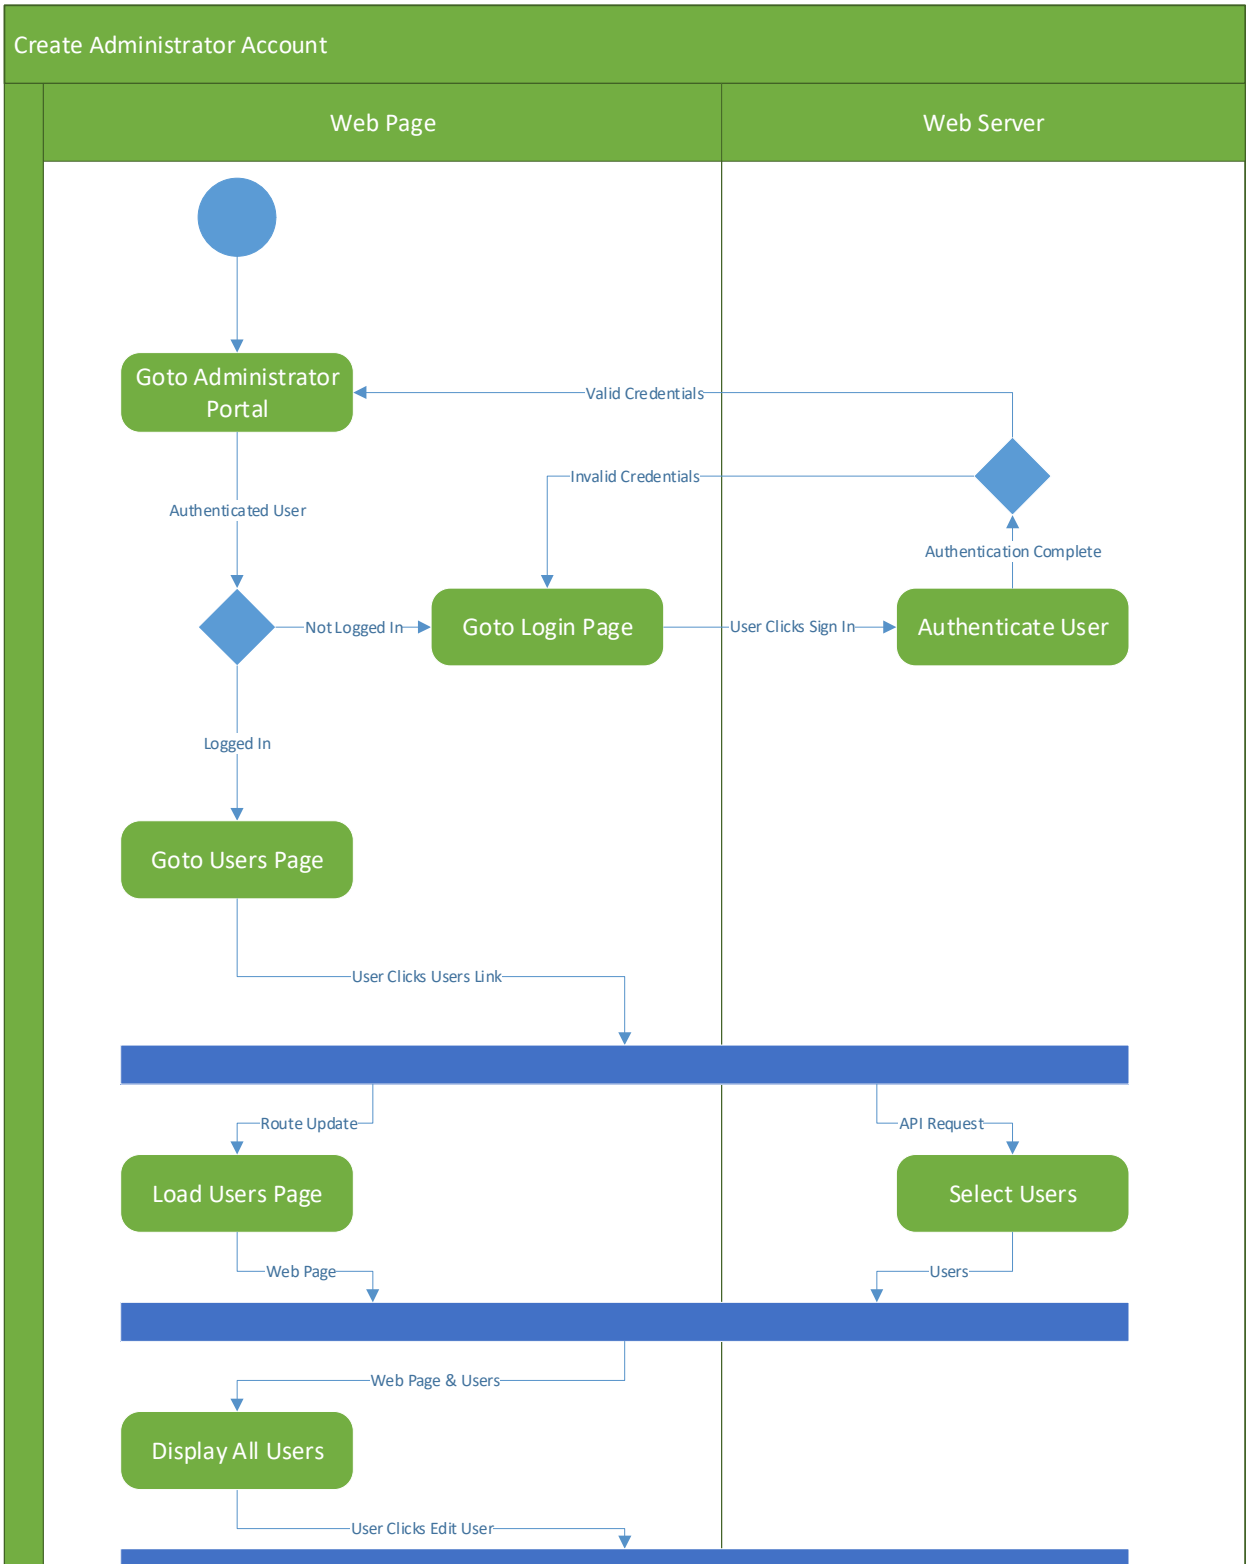 Create Administrator Account
Web Page
Web Server
Goto Administrator
Portal
Valid Credentials
Invalid Credentials
Authenticated User
Authentication Complete
Not Logged In
Goto Login Page
User Clicks Sign In
Authenticate User
Logged In
Goto Users Page
User Clicks Users Link
Route Update
API Request
Load Users Page
Select Users
Web Page
Users
Web Page & Users
Display All Users
User Clicks Edit User